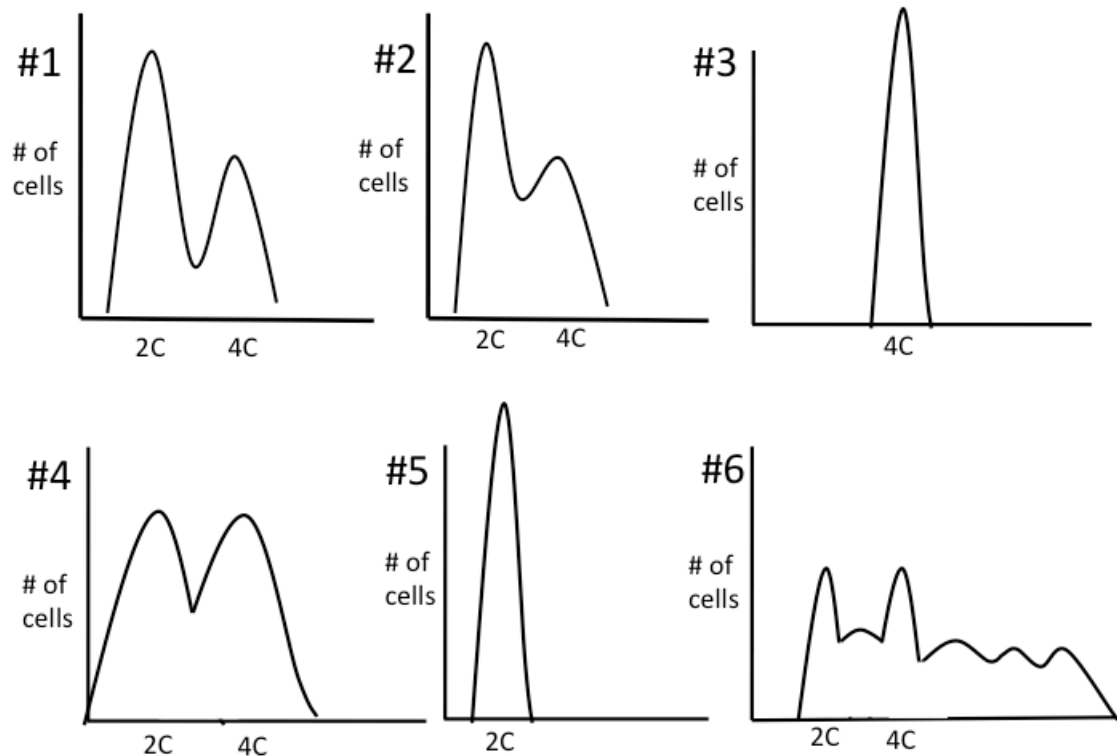 #1
# of
cells
2C 4C
#2
# of
cells
2C 4C
#3
# of
cells
4C
#4
# of
cells
2C 4C
#5
# of
cells
2C
#6
# of
cells
2C 4C